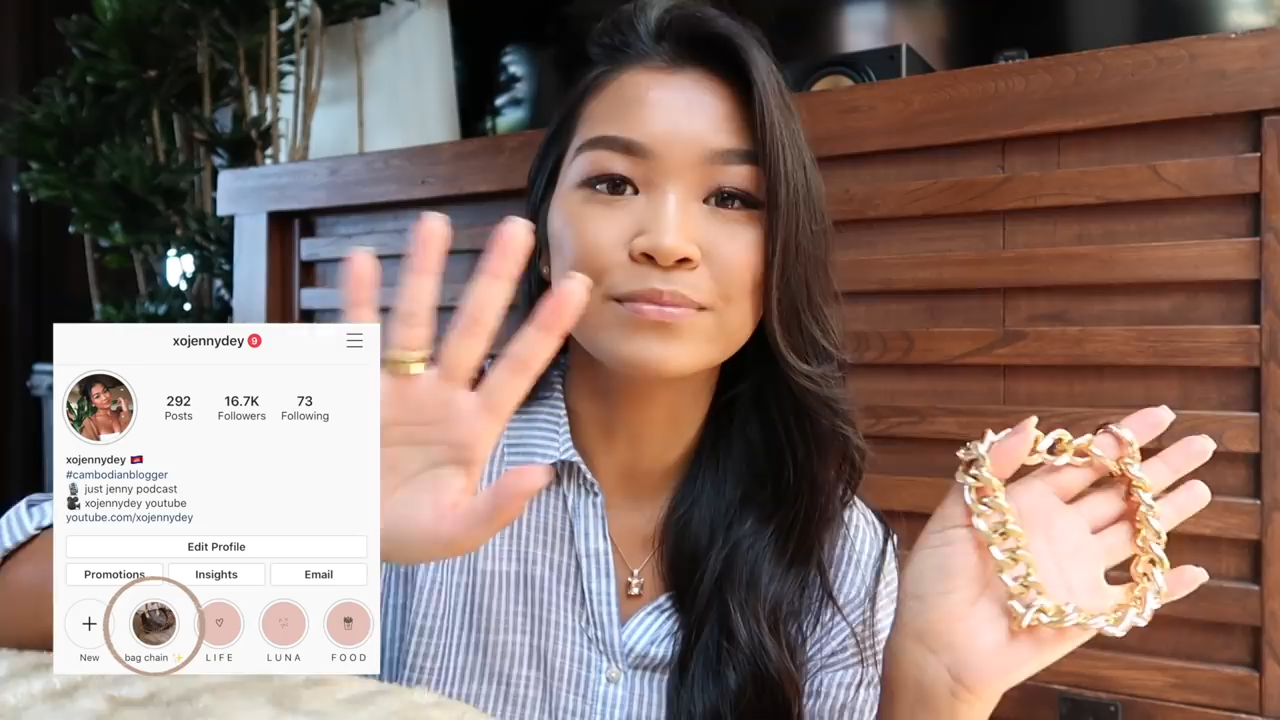 xojennydey 9
292 16.7K 73
Posts Followers Following
xojennydey 🇰🇭
#cambodianblogger
🎙 just jenny podcast
🎥 xojennydey youtube
youtube.com/xojennydey
Edit Profile
Promotions Insights Email
New bag chain ✨ LIFE LUNA FOOD